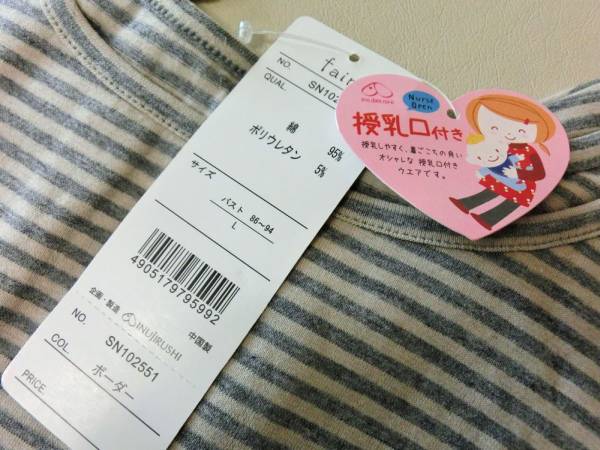 fair
NO. SN102
QUAL.
綿 95%
ポリウレタン 5%
サイズ
バスト 86~94
L
4905179795992
企画・製造 INUJIRUSHI 中国製
NO. SN102551
COL. ボーダー
PRICE
INUJIRUSHI
Nurse Open
授乳口付き
授乳しやすく、着ごこちの良い
オシャレな 授乳口付き
ウエアです。